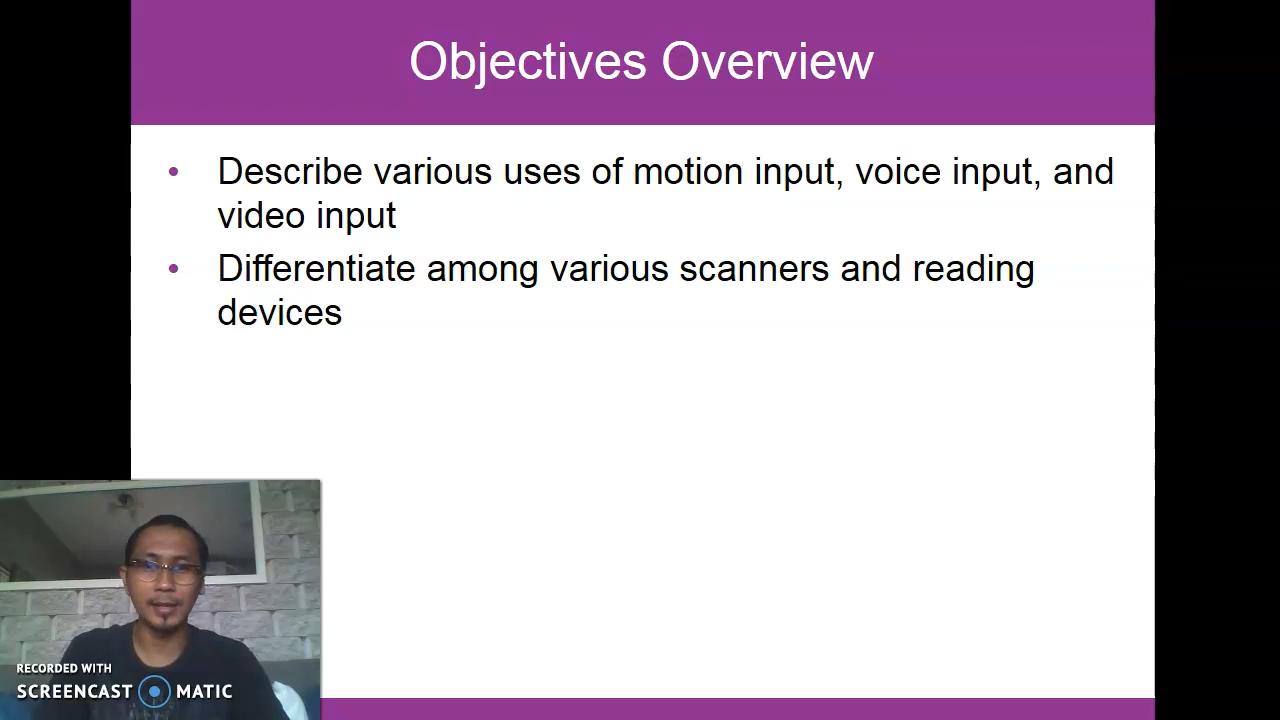 Objectives Overview
• Describe various uses of motion input, voice input, and
video input
• Differentiate among various scanners and reading
devices
RECORDED WITH
SCREENCAST MATIC